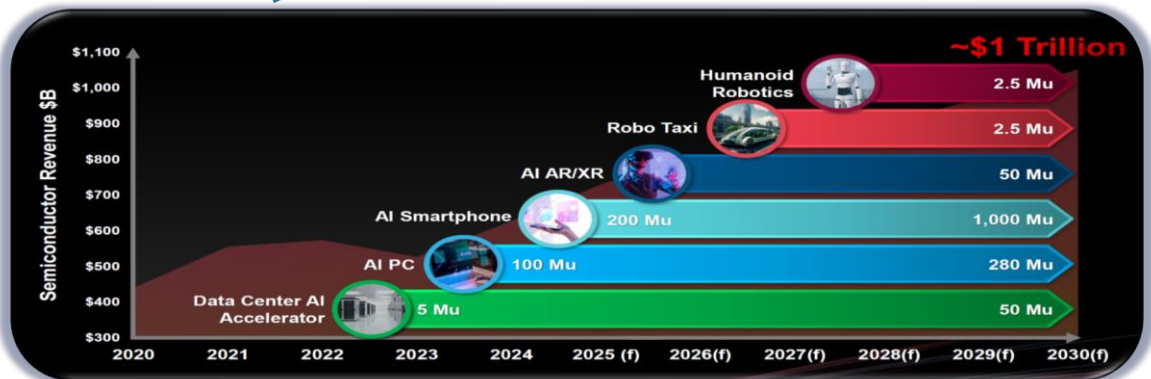 ~$1 Trillion
Semiconductor Revenue $B
$1,100
$1,000
$900
$800
$700
$600
$500
$400
$300
Humanoid
Robotics
2.5 Mu
Robo Taxi
2.5 Mu
AI AR/XR
50 Mu
AI Smartphone
200 Mu
1,000 Mu
AI PC
100 Mu
280 Mu
Data Center AI
Accelerator
5 Mu
50 Mu
2020
2021
2022
2023
2024
2025 (f)
2026(f)
2027(f)
2028(f)
2029(f)
2030(f)